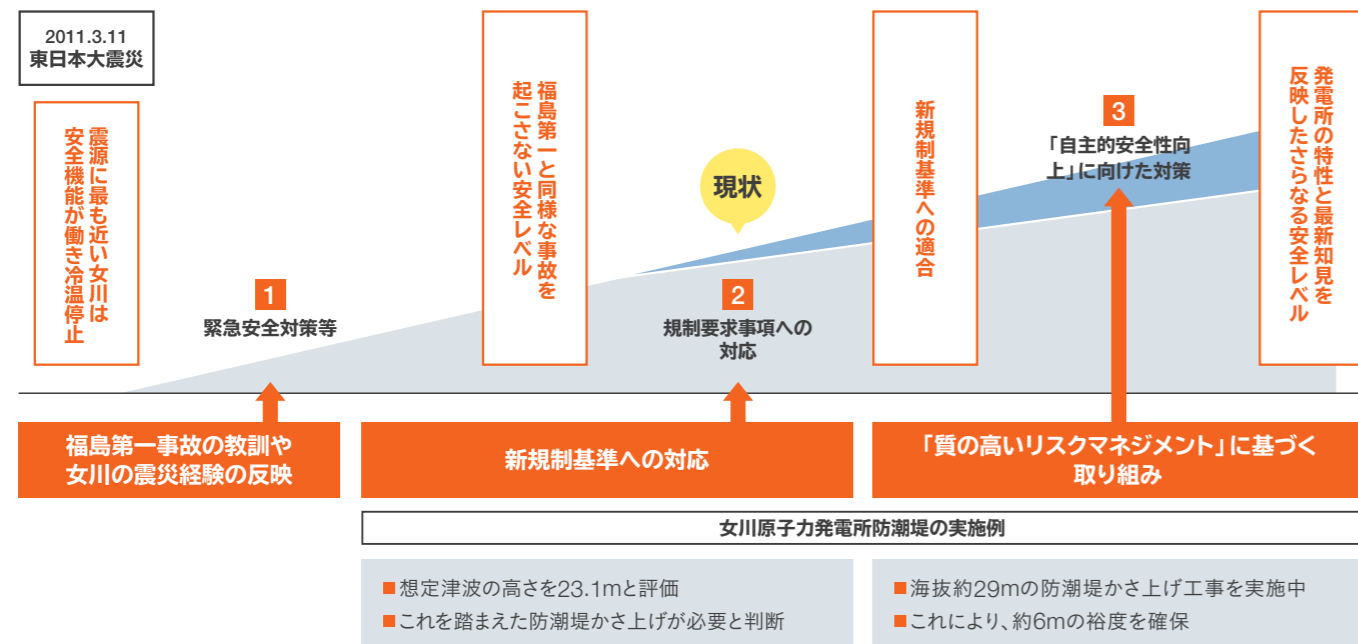 2011.3.11
東日本大震災
震源に最も近い女川は
安全機能が働き冷温停止
1
緊急安全対策等
福島第一と同様な事故を
起こさない安全レベル
現状
2
規制要求事項への
対応
新規制基準への適合
3
「自主的安全性向
上」に向けた対策
発電所の特性と最新知見を
反映したさらなる安全レベル
福島第一事故の教訓や
女川の震災経験の反映
新規制基準への対応
「質の高いリスクマネジメント」に基づく
取り組み
女川原子力発電所防潮堤の実施例
■想定津波の高さを23.1mと評価
■これを踏まえた防潮堤かさ上げが必要と判断
■海抜約29mの防潮堤かさ上げ工事を実施中
■これにより、約6mの裕度を確保